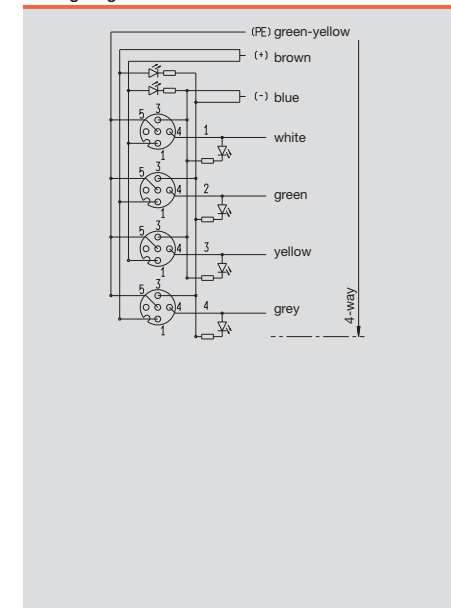 (PE) green-yellow
(+) brown
(-) blue
5 3 4 1
1 white
5 3 4 1
2 green
5 3 4 1
3 yellow
5 3 4 1
4 grey
4-way